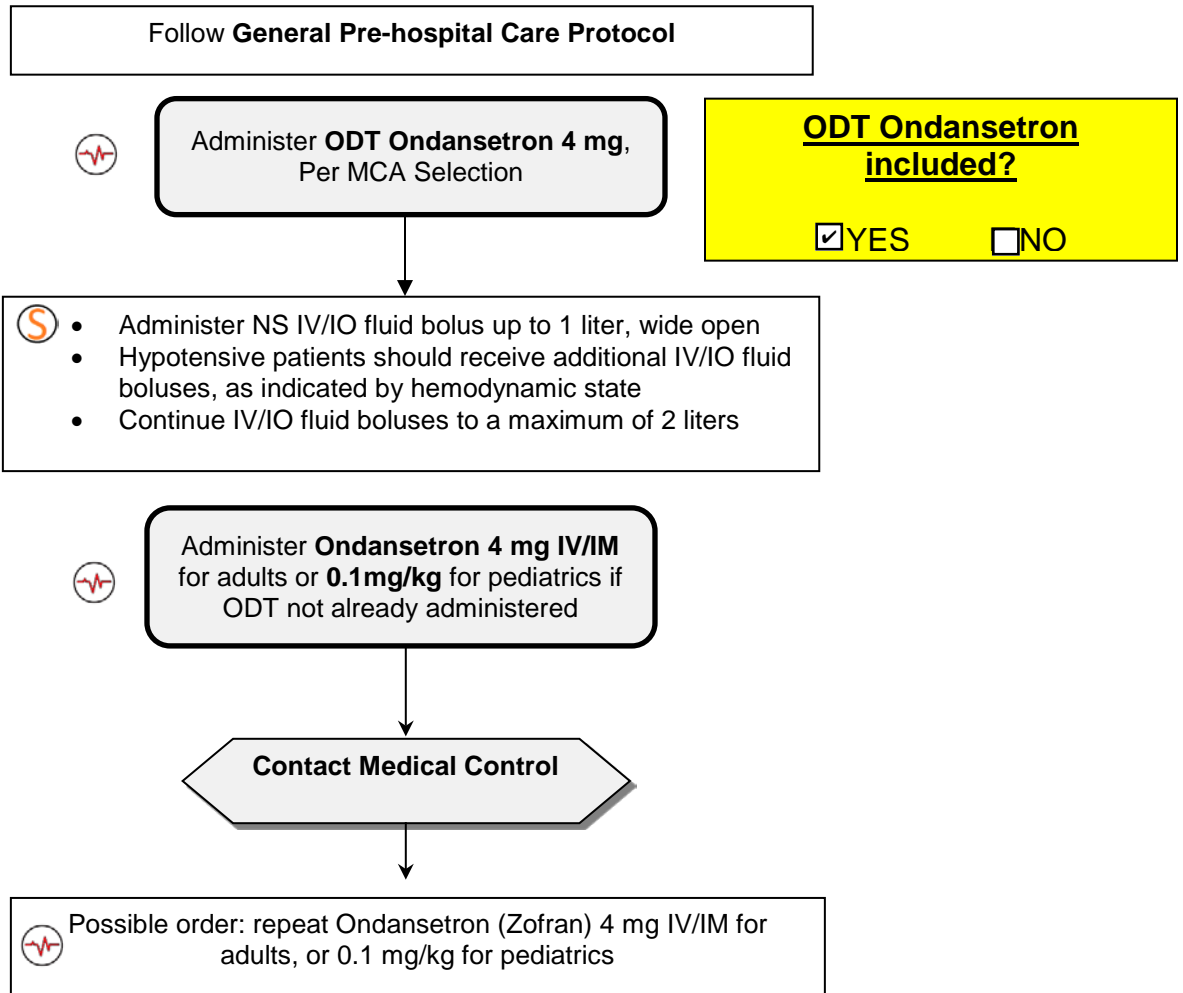 Follow General Pre-hospital Care Protocol
Administer ODT Ondansetron 4 mg,
Per MCA Selection
ODT Ondansetron
included?
☑YES ☐NO
S
• Administer NS IV/IO fluid bolus up to 1 liter, wide open
• Hypotensive patients should receive additional IV/IO fluid
boluses, as indicated by hemodynamic state
• Continue IV/IO fluid boluses to a maximum of 2 liters
Administer Ondansetron 4 mg IV/IM
for adults or 0.1mg/kg for pediatrics if
ODT not already administered
Contact Medical Control
Possible order: repeat Ondansetron (Zofran) 4 mg IV/IM for
adults, or 0.1 mg/kg for pediatrics